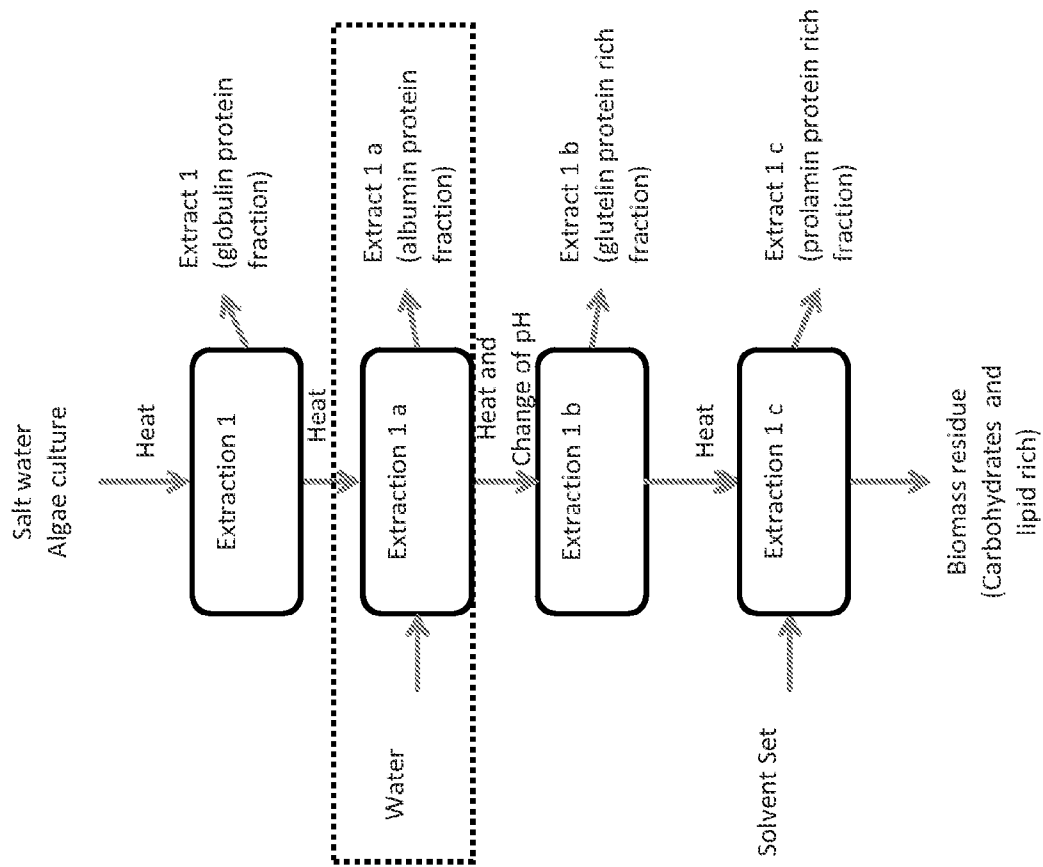 Salt water
Algae culture
Heat
Extraction 1
Extract 1
(globulin protein
fraction)
Heat
Water
Extraction 1 a
Extract 1 a
(albumin protein
fraction)
Heat and
Change of pH
Extraction 1 b
Extract 1 b
(glutelin protein rich
fraction)
Heat
Solvent Set
Extraction 1 c
Extract 1 c
(prolamin protein rich
fraction)
Biomass residue
(Carbohydrates and
lipid rich)